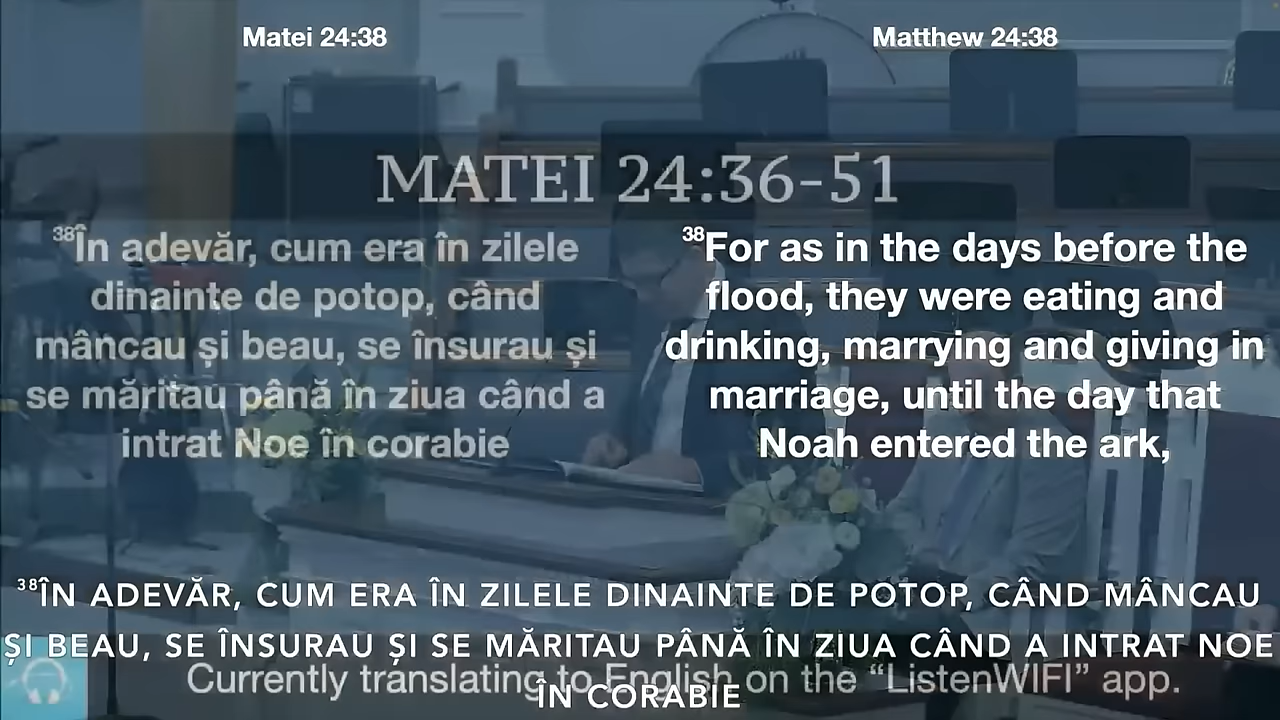 Matei 24:38
Matthew 24:38
MATEI 24:36-51
³⁸În adevăr, cum era în zilele
dinainte de potop, când
mâncau și beau, se însurau și
se măritau până în ziua când a
intrat Noe în corabie
³⁸For as in the days before the
flood, they were eating and
drinking, marrying and giving in
marriage, until the day that
Noah entered the ark,
³⁸ÎN ADEVĂR, CUM ERA ÎN ZILELE DINAINTE DE POTOP, CÂND MÂNCAU
ȘI BEAU, SE ÎNSURAU ȘI SE MĂRITAU PÂNĂ ÎN ZIUA CÂND A INTRAT NOE
ÎN CORABIE
Currently translating to English on the “ListenWIFI” app.